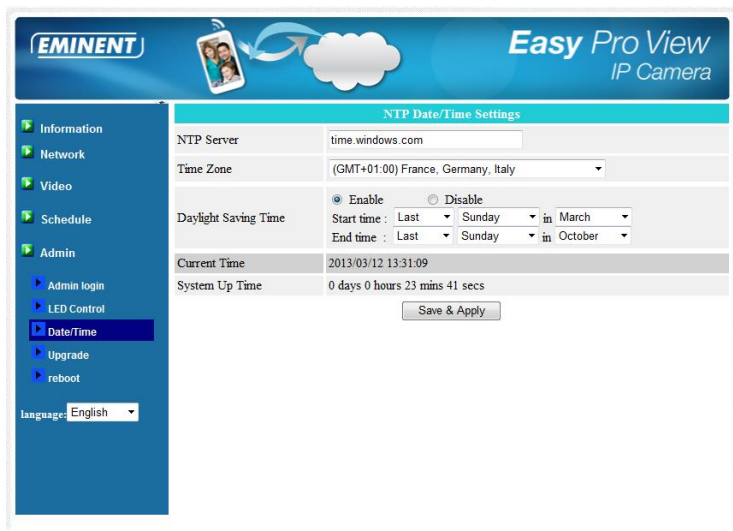 EMINENT
Easy Pro View
IP Camera
Information
Network
Video
Schedule
Admin
Admin login
LED Control
Date/Time
Upgrade
reboot
language: English
NTP Date/Time Settings
NTP Server time.windows.com
Time Zone (GMT+01:00) France, Germany, Italy
Daylight Saving Time
Enable Disable
Start time : Last Sunday in March
End time : Last Sunday in October
Current Time 2013/03/12 13:31:09
System Up Time 0 days 0 hours 23 mins 41 secs
Save & Apply